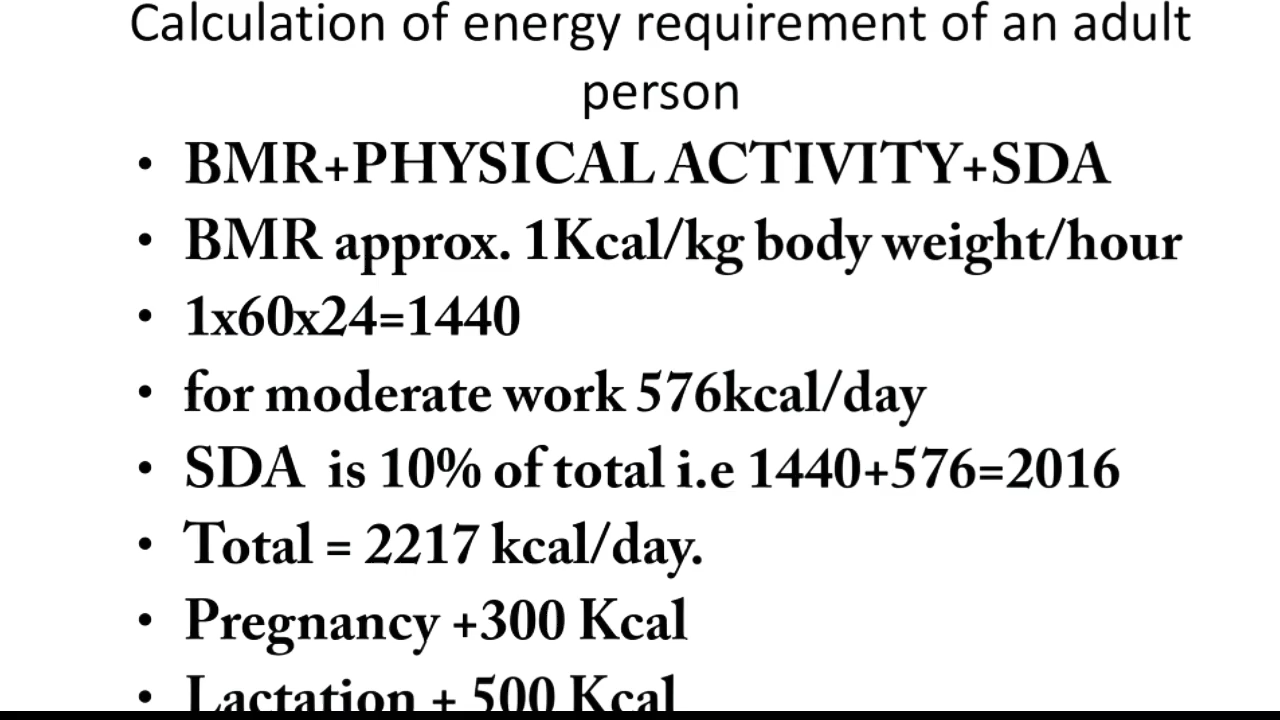 Calculation of energy requirement of an adult
person
• BMR+PHYSICAL ACTIVITY+SDA
• BMR approx. 1Kcal/kg body weight/hour
• 1x60x24=1440
• for moderate work 576kcal/day
• SDA is 10% of total i.e 1440+576=2016
• Total = 2217 kcal/day.
• Pregnancy +300 Kcal
• Lactation + 500 Kcal